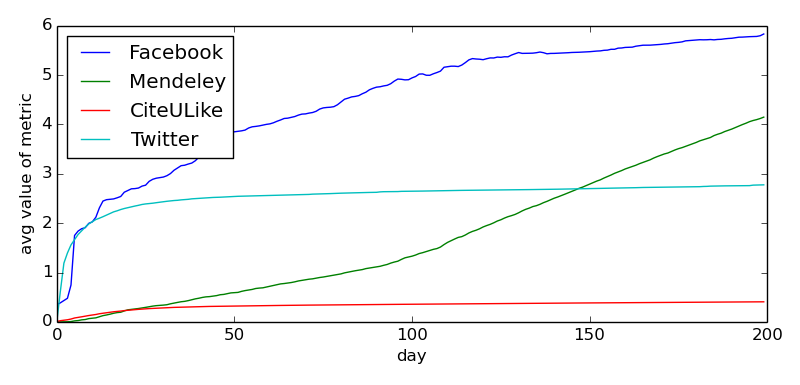 6
5
4
3
2
1
0
avg value of metric
Facebook
Mendeley
CiteULike
Twitter
0 50 100 150 200
day